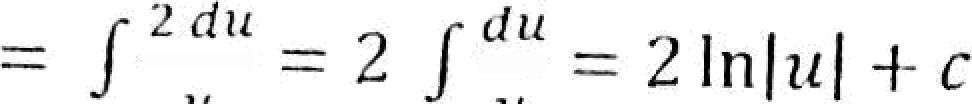 = ∫ 2 du / u = 2 ∫ du / u = 2 ln|u| + c